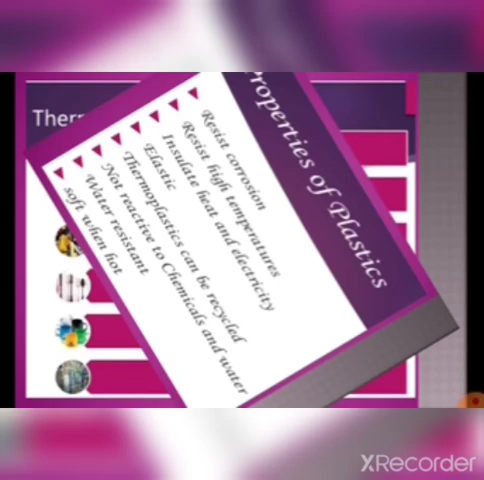 Ther
Properties of Plastics
Resist corrosion
Resist high temperatures
Insulate heat and electricity
Elastic
Thermoplastics can be recycled
Not reactive to Chemicals and water
Water resistant
soft when hot
XRecorder